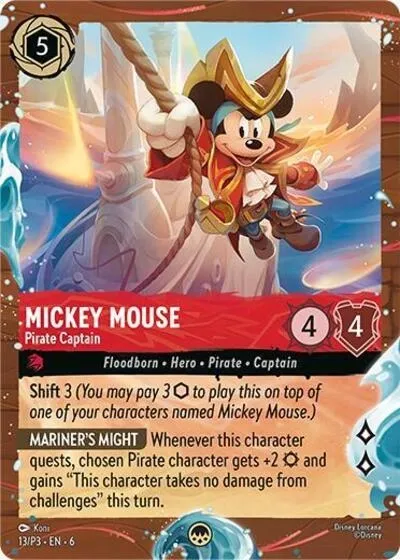 5
MICKEY MOUSE
Pirate Captain
4
4
Floodborn • Hero • Pirate • Captain
Shift 3 (You may pay 3 to play this on top
of one of your characters named Mickey Mouse.)
MARINER'S MIGHT Whenever this character
quests, chosen Pirate character gets +2 and
gains "This character takes no damage from
challenges" this turn.
Koni
13/P3 • EN • 6
Disney Lorcana
©Disney